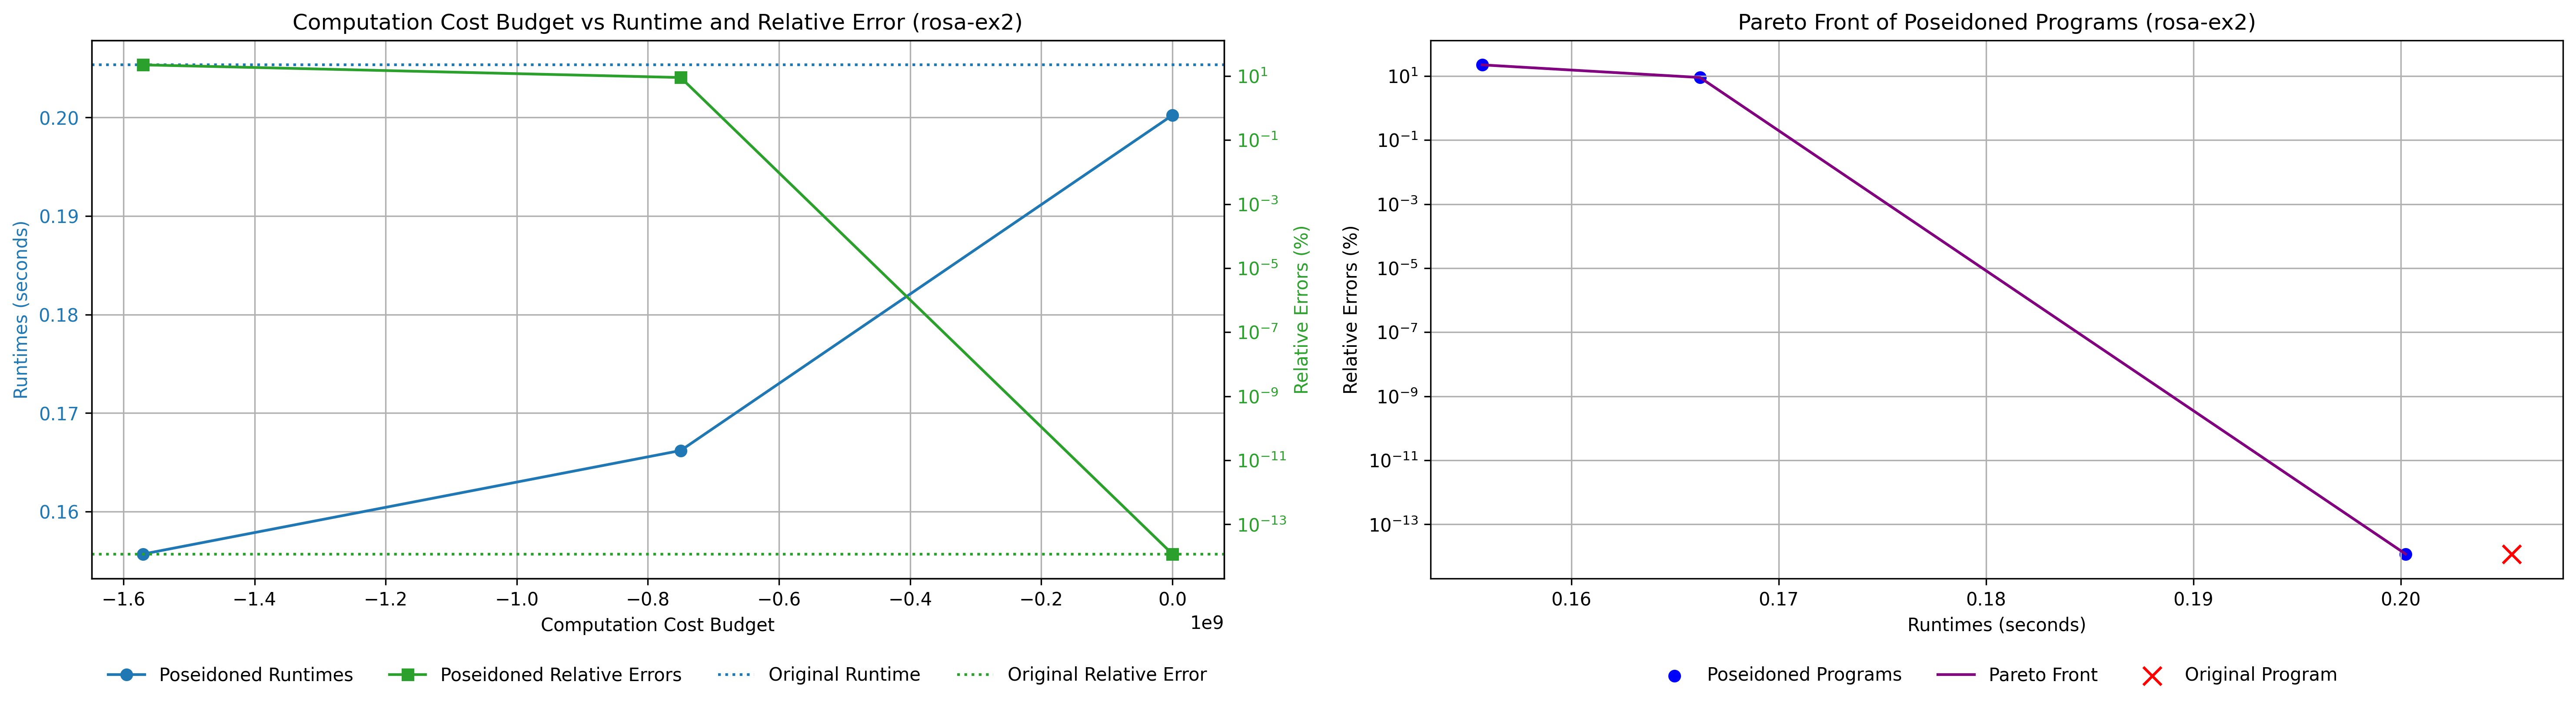 Computation Cost Budget vs Runtime and Relative Error (rosa-ex2)
Runtimes (seconds)
0.20
0.19
0.18
0.17
0.16
10¹
10⁻¹
10⁻³
10⁻⁵
10⁻⁷
10⁻⁹
10⁻¹¹
10⁻¹³
Relative Errors (%)
−1.6 −1.4 −1.2 −1.0 −0.8 −0.6 −0.4 −0.2 0.0
1e9
Computation Cost Budget
Poseidoned Runtimes Poseidoned Relative Errors Original Runtime Original Relative Error
Pareto Front of Poseidoned Programs (rosa-ex2)
Relative Errors (%)
10¹
10⁻¹
10⁻³
10⁻⁵
10⁻⁷
10⁻⁹
10⁻¹¹
10⁻¹³
0.16 0.17 0.18 0.19 0.20
Runtimes (seconds)
Poseidoned Programs Pareto Front Original Program